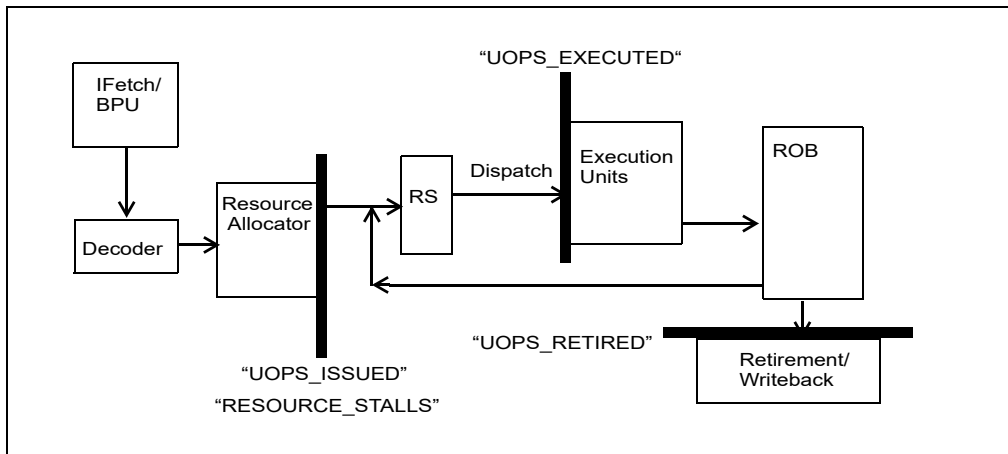 “UOPS_EXECUTED“
IFetch/
BPU
Dispatch
Execution
Units
ROB
RS
Resource
Allocator
Decoder
“UOPS_RETIRED”
Retirement/
Writeback
“UOPS_ISSUED”
“RESOURCE_STALLS”